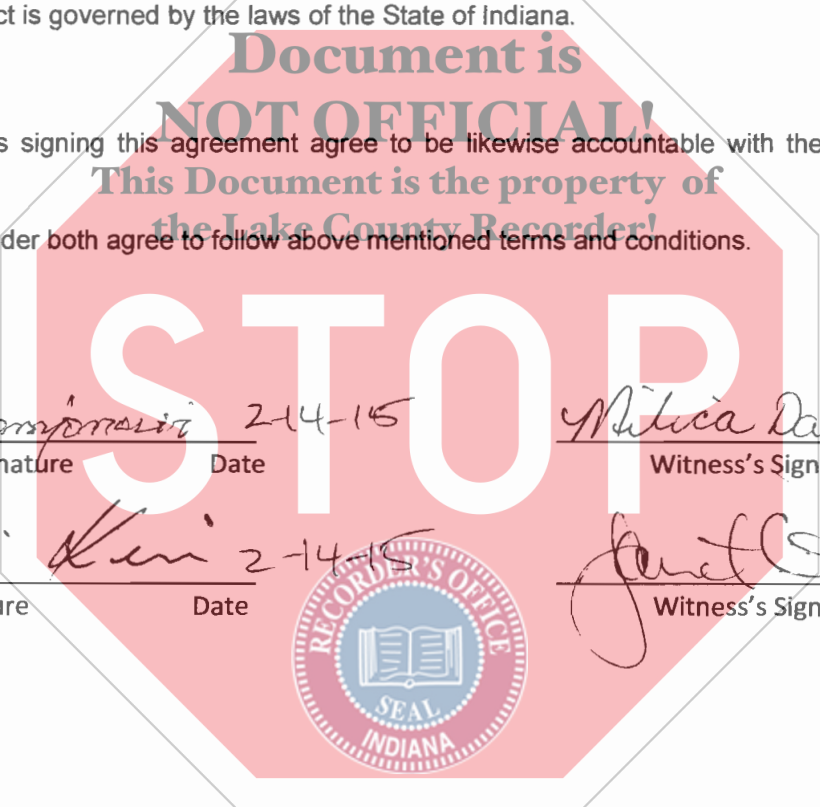 ct is governed by the laws of the State of Indiana.
Document is
NOT OFFICIAL!
s signing this agreement agree to be likewise accountable with the
This Document is the property of
the Lake County Recorder!
der both agree to follow above mentioned terms and conditions.
STOP
2-14-15 Milica Da
nature Date Witness's Sign
2-14-15 Janet
ure Date Witness's Sign
RECORDER'S OFFICE
SEAL
INDIANA